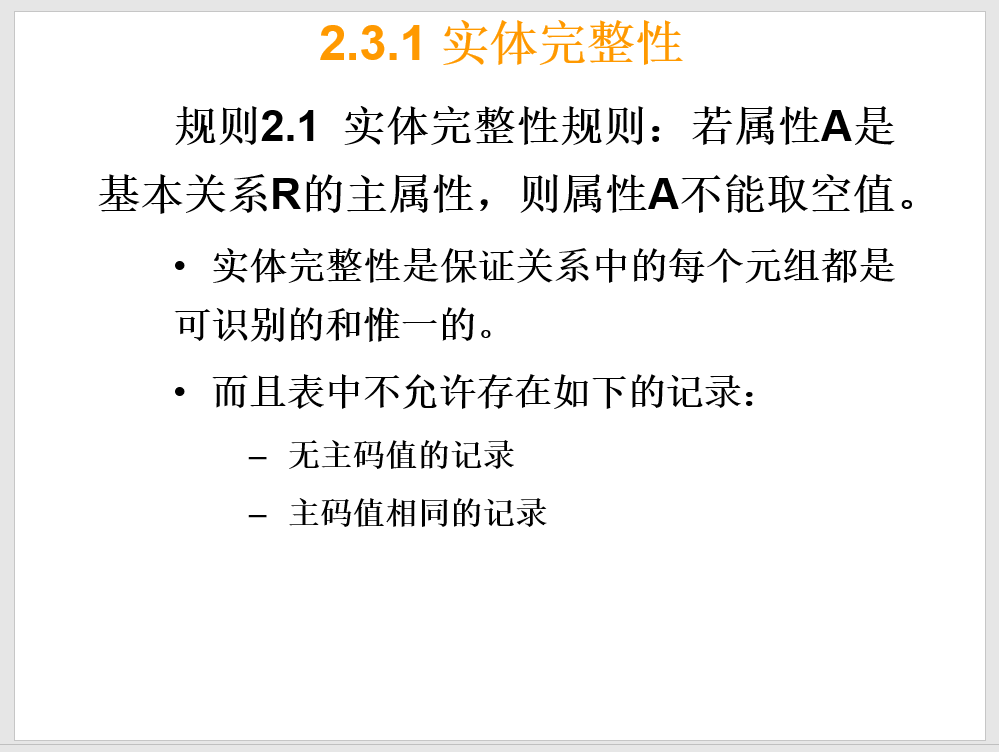 2.3.1 实体完整性
规则2.1 实体完整性规则：若属性A是
基本关系R的主属性，则属性A不能取空值。
• 实体完整性是保证关系中的每个元组都是
可识别的和惟一的。
• 而且表中不允许存在如下的记录：
– 无主码值的记录
– 主码值相同的记录